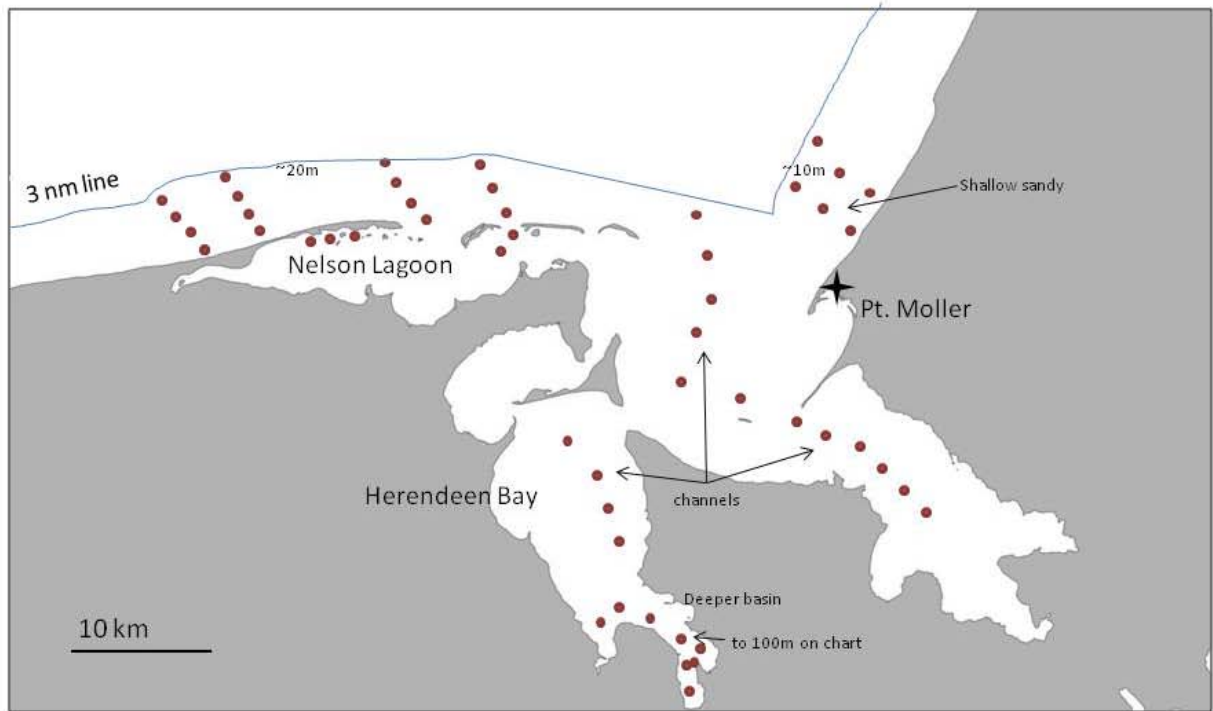 ~20m
~10m
3 nm line
Shallow sandy
Nelson Lagoon
Pt. Moller
Herendeen Bay
channels
Deeper basin
10 km
to 100m on chart